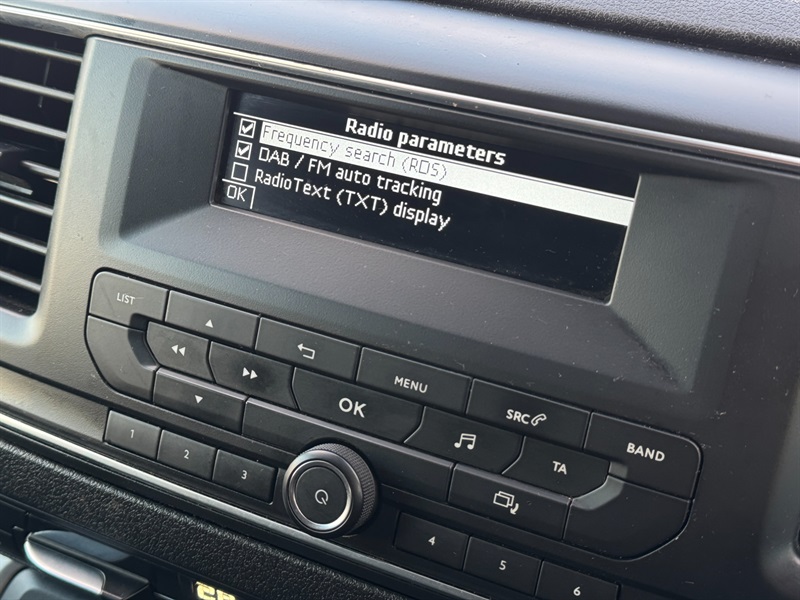 Radio parameters
Frequency search (RDS)
DAB / FM auto tracking
RadioText (TXT) display
OK
LIST
MENU
OK
SRC
BAND
TA
1
2
3
4
5
6